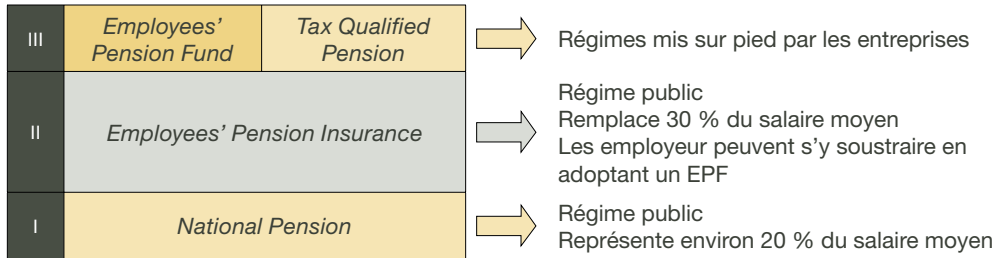 III
Employees'
Pension Fund
Tax Qualified
Pension
Régimes mis sur pied par les entreprises
II
Employees' Pension Insurance
Régime public
Remplace 30 % du salaire moyen
Les employeur peuvent s'y soustraire en
adoptant un EPF
I
National Pension
Régime public
Représente environ 20 % du salaire moyen